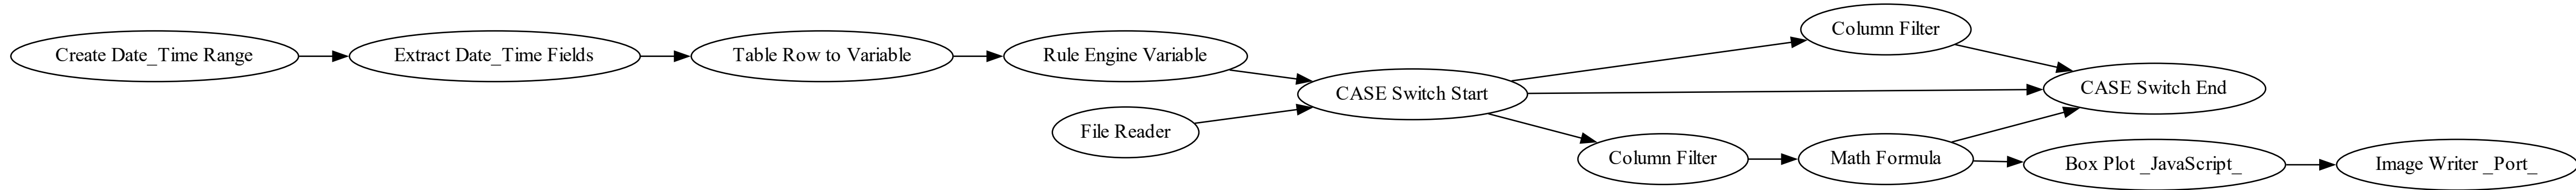 Create Date_Time Range
Extract Date_Time Fields
Table Row to Variable
Rule Engine Variable
File Reader
CASE Switch Start
Column Filter
Column Filter
Math Formula
CASE Switch End
Box Plot _JavaScript_
Image Writer _Port_